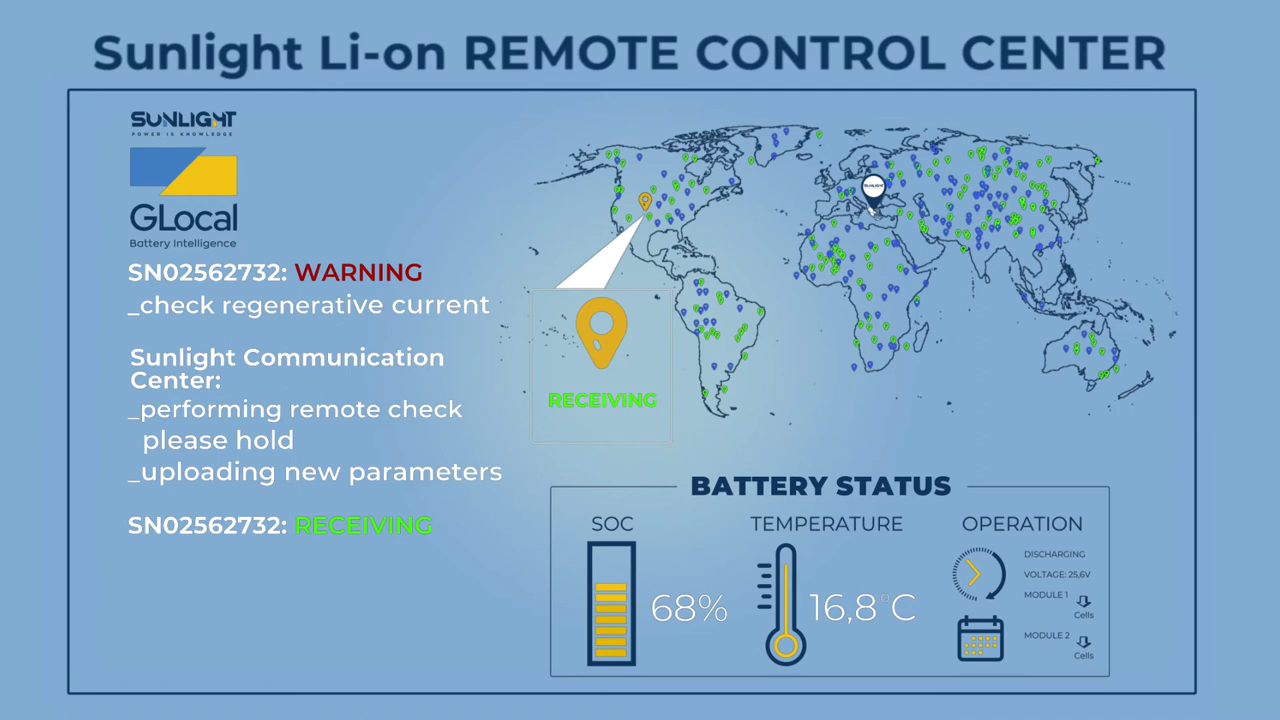 Sunlight Li-on REMOTE CONTROL CENTER
SUNLIGHT
POWER IS KNOWLEDGE
GLocal
Battery Intelligence
SN02562732: WARNING
_check regenerative current
Sunlight Communication
Center:
_performing remote check
please hold
_uploading new parameters
SN02562732: RECEIVING
SUNLIGHT
RECEIVING
BATTERY STATUS
SOC
68%
TEMPERATURE
16,8°C
OPERATION
DISCHARGING
VOLTAGE: 25,6V
MODULE 1
Cells
MODULE 2
Cells